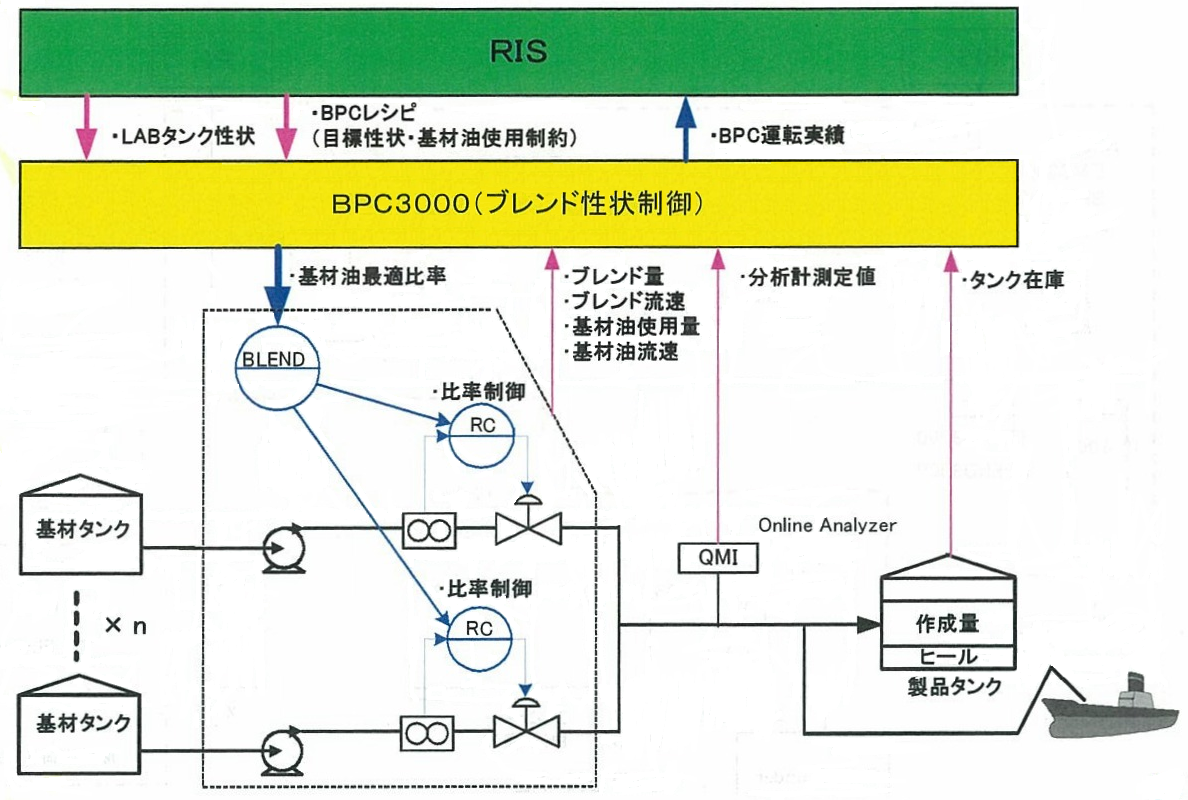 RIS
・LABタンク性状
・BPCレシピ
(目標性状・基材油使用制約)
・BPC運転実績
BPC3000(ブレンド性状制御)
・基材油最適比率
・ブレンド量
・ブレンド流速
・基材油使用量
・基材油流速
・分析計測定値
・タンク在庫
BLEND
・比率制御
RC
基材タンク
Online Analyzer
QMI
・比率制御
RC
× n
作成量
ヒール
製品タンク
基材タンク